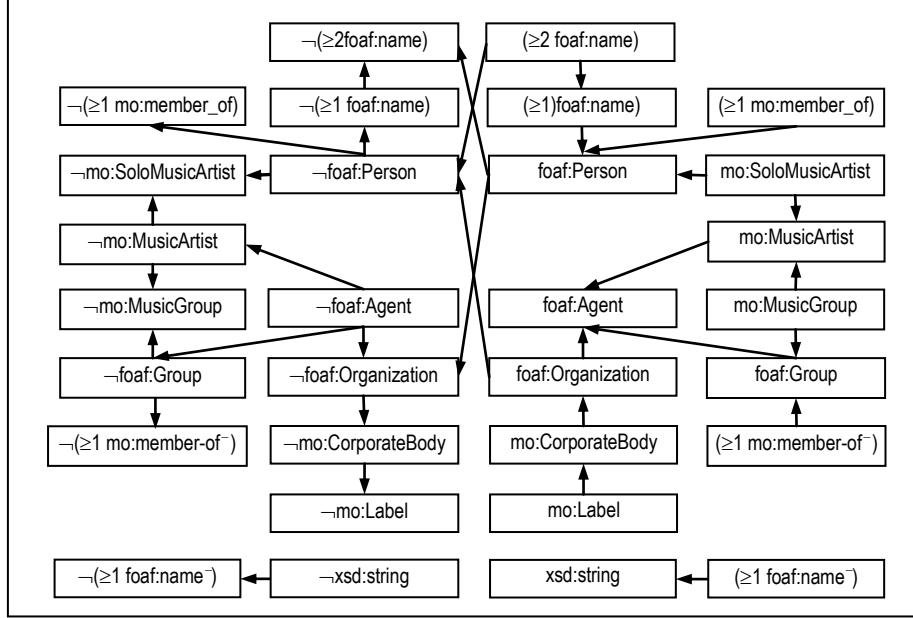 ¬(≥2foaf:name) (≥2 foaf:name)
¬(≥1 mo:member_of) ¬(≥1 foaf:name) (≥1)foaf:name) (≥1 mo:member_of)
¬mo:SoloMusicArtist ¬foaf:Person foaf:Person mo:SoloMusicArtist
¬mo:MusicArtist mo:MusicArtist
¬mo:MusicGroup ¬foaf:Agent foaf:Agent mo:MusicGroup
¬foaf:Group ¬foaf:Organization foaf:Organization foaf:Group
¬(≥1 mo:member-of⁻) ¬mo:CorporateBody mo:CorporateBody (≥1 mo:member-of⁻)
¬mo:Label mo:Label
¬(≥1 foaf:name⁻) ¬xsd:string xsd:string (≥1 foaf:name⁻)